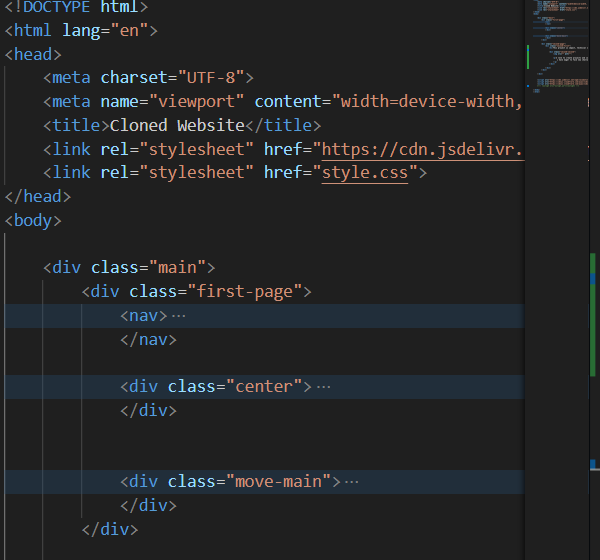 <!DOCTYPE html>
<html lang="en">
<head>
<meta charset="UTF-8">
<meta name="viewport" content="width=device-width,
<title>Cloned Website</title>
<link rel="stylesheet" href="https://cdn.jsdelivr.
<link rel="stylesheet" href="style.css">
</head>
<body>
<div class="main">
<div class="first-page">
<nav>⋯
</nav>
<div class="center">⋯
</div>
<div class="move-main">⋯
</div>
</div>